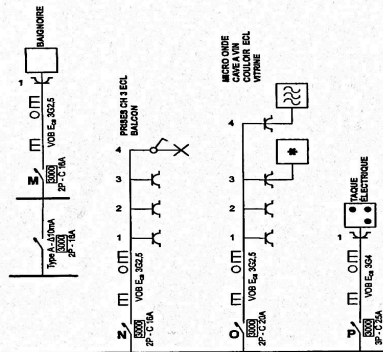 Type A - Δ10mA
3000
2P - 16A
M
3000
2P - C 16A
VOB Eca 3G2,5
1
BAIGNOIRE
N
3000
2P - C 16A
VOB Eca 3G2,5
1
2
3
4
PRISES CH 3 ECL
BALCON
O
3000
2P - C 20A
VOB Eca 3G2,5
1
2
3
4
MICRO ONDE
CAVE A VIN
COULOIR ECL
VITRINE
P
3000
3P - C 25A
VOB Eca 3G4
1
TAQUE
ÉLECTRIQUE